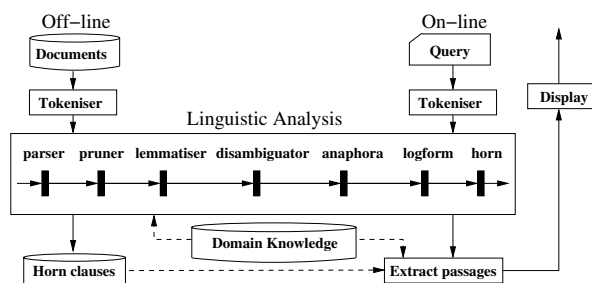 Off−line
On−line
Documents
Query
Tokeniser
Tokeniser
Display
Linguistic Analysis
parser pruner lemmatiser disambiguator anaphora logform horn
Domain Knowledge
Horn clauses
Extract passages